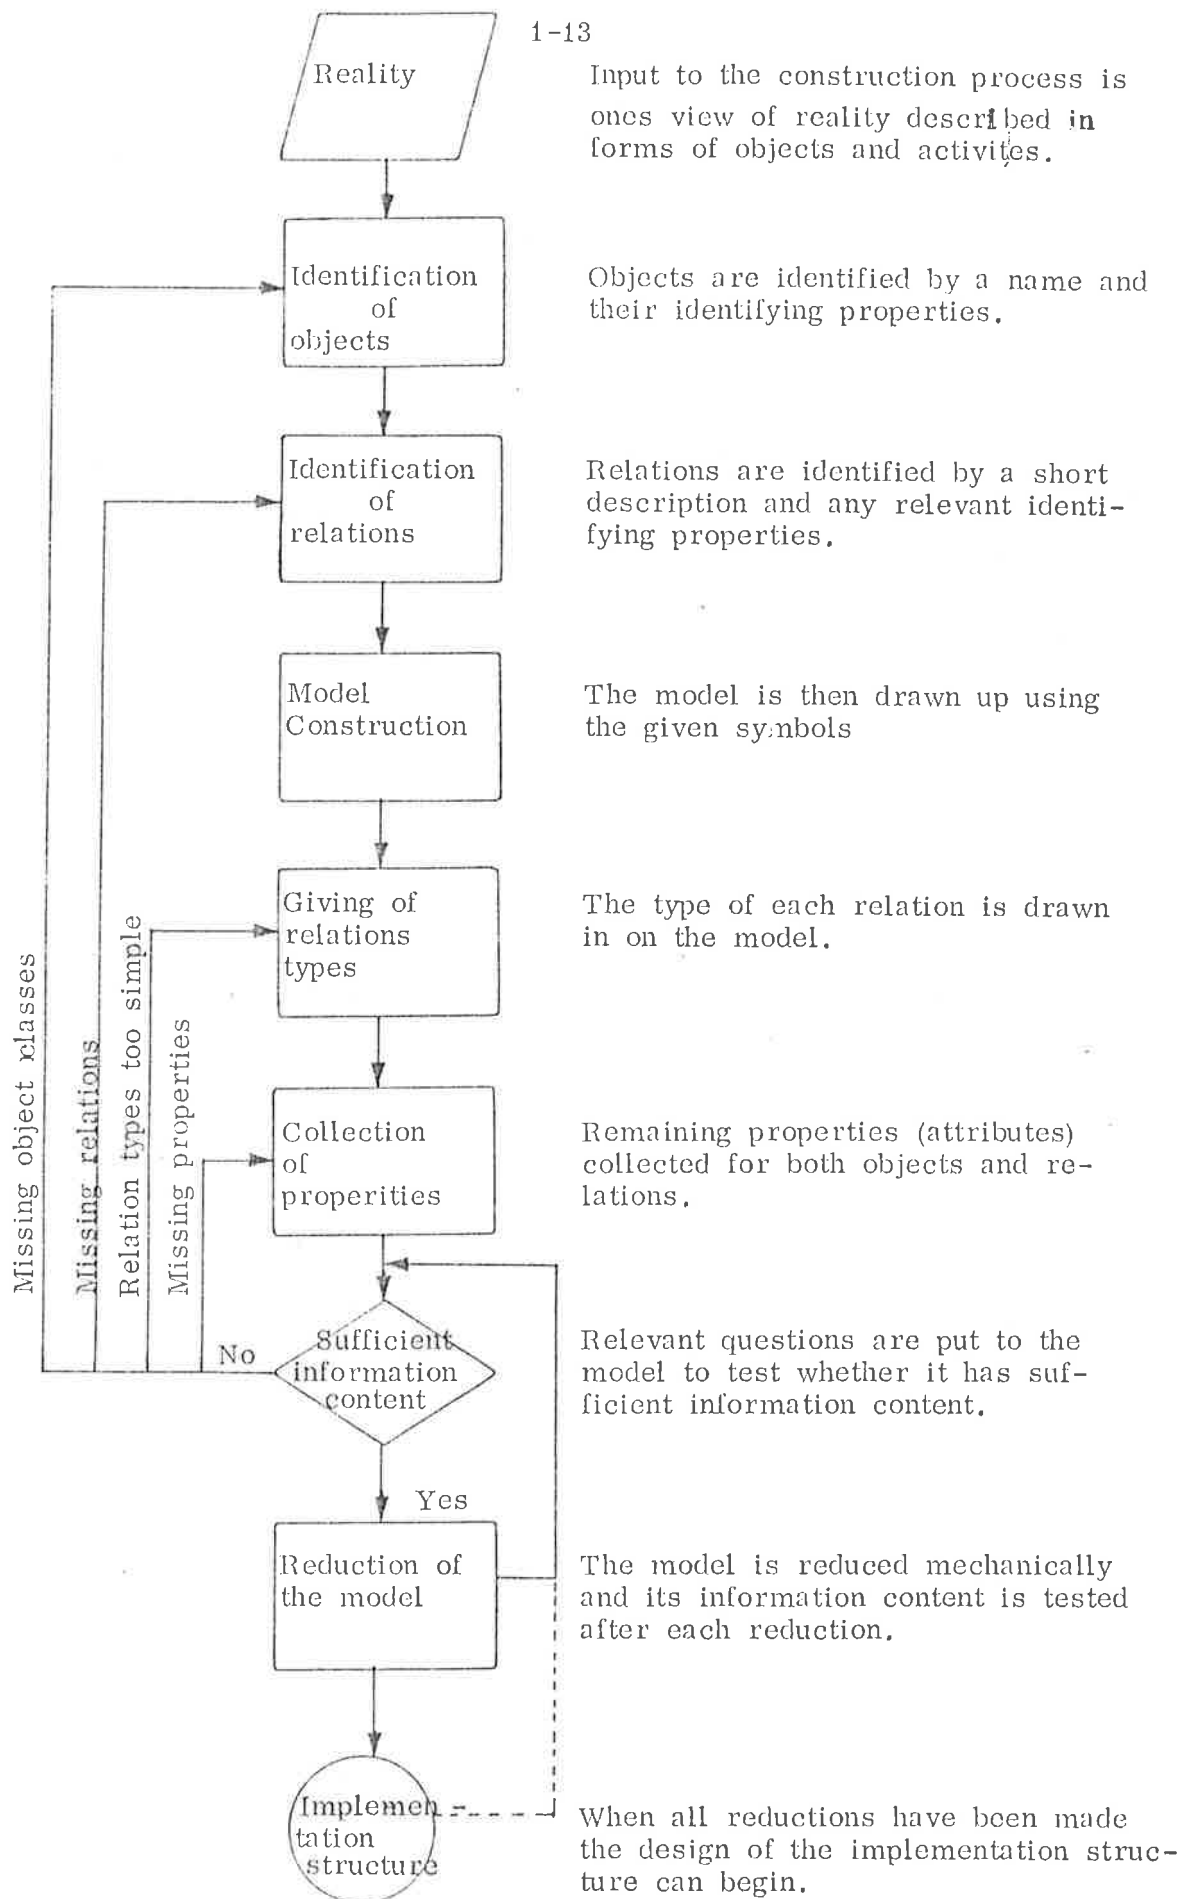 1-13
Reality
Input to the construction process is
ones view of reality described in
forms of objects and activites.
Identification
of
objects
Objects are identified by a name and
their identifying properties.
Identification
of
relations
Relations are identified by a short
description and any relevant identi-
fying properties.
Model
Construction
The model is then drawn up using
the given symbols
Giving of
relations
types
The type of each relation is drawn
in on the model.
Missing object classes
Missing relations
Relation types too simple
Missing properties
Collection
of
properities
Remaining properties (attributes)
collected for both objects and re-
lations.
No
Sufficient
information
content
Relevant questions are put to the
model to test whether it has suf-
ficient information content.
Yes
Reduction of
the model
The model is reduced mechanically
and its information content is tested
after each reduction.
Implemen-
tation
structure
When all reductions have been made
the design of the implementation struc-
ture can begin.